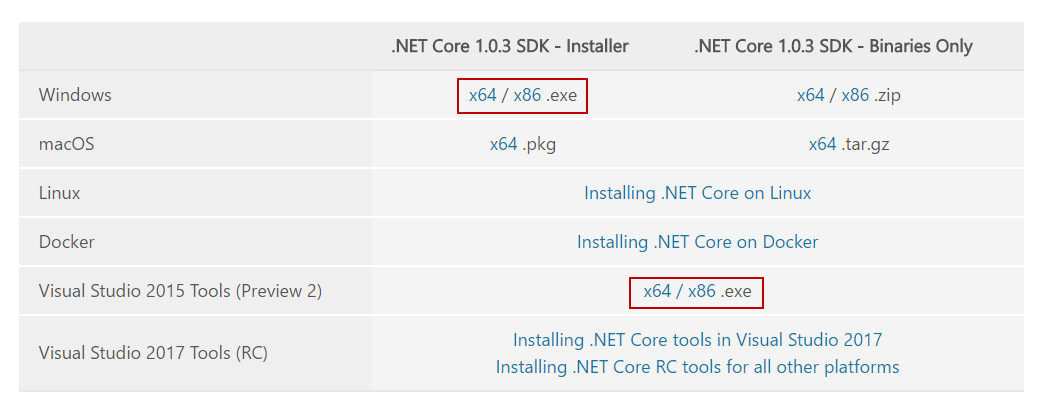 .NET Core 1.0.3 SDK - Installer .NET Core 1.0.3 SDK - Binaries Only
Windows x64 / x86 .exe x64 / x86 .zip
macOS x64 .pkg x64 .tar.gz
Linux Installing .NET Core on Linux
Docker Installing .NET Core on Docker
Visual Studio 2015 Tools (Preview 2) x64 / x86 .exe
Visual Studio 2017 Tools (RC) Installing .NET Core tools in Visual Studio 2017
Installing .NET Core RC tools for all other platforms